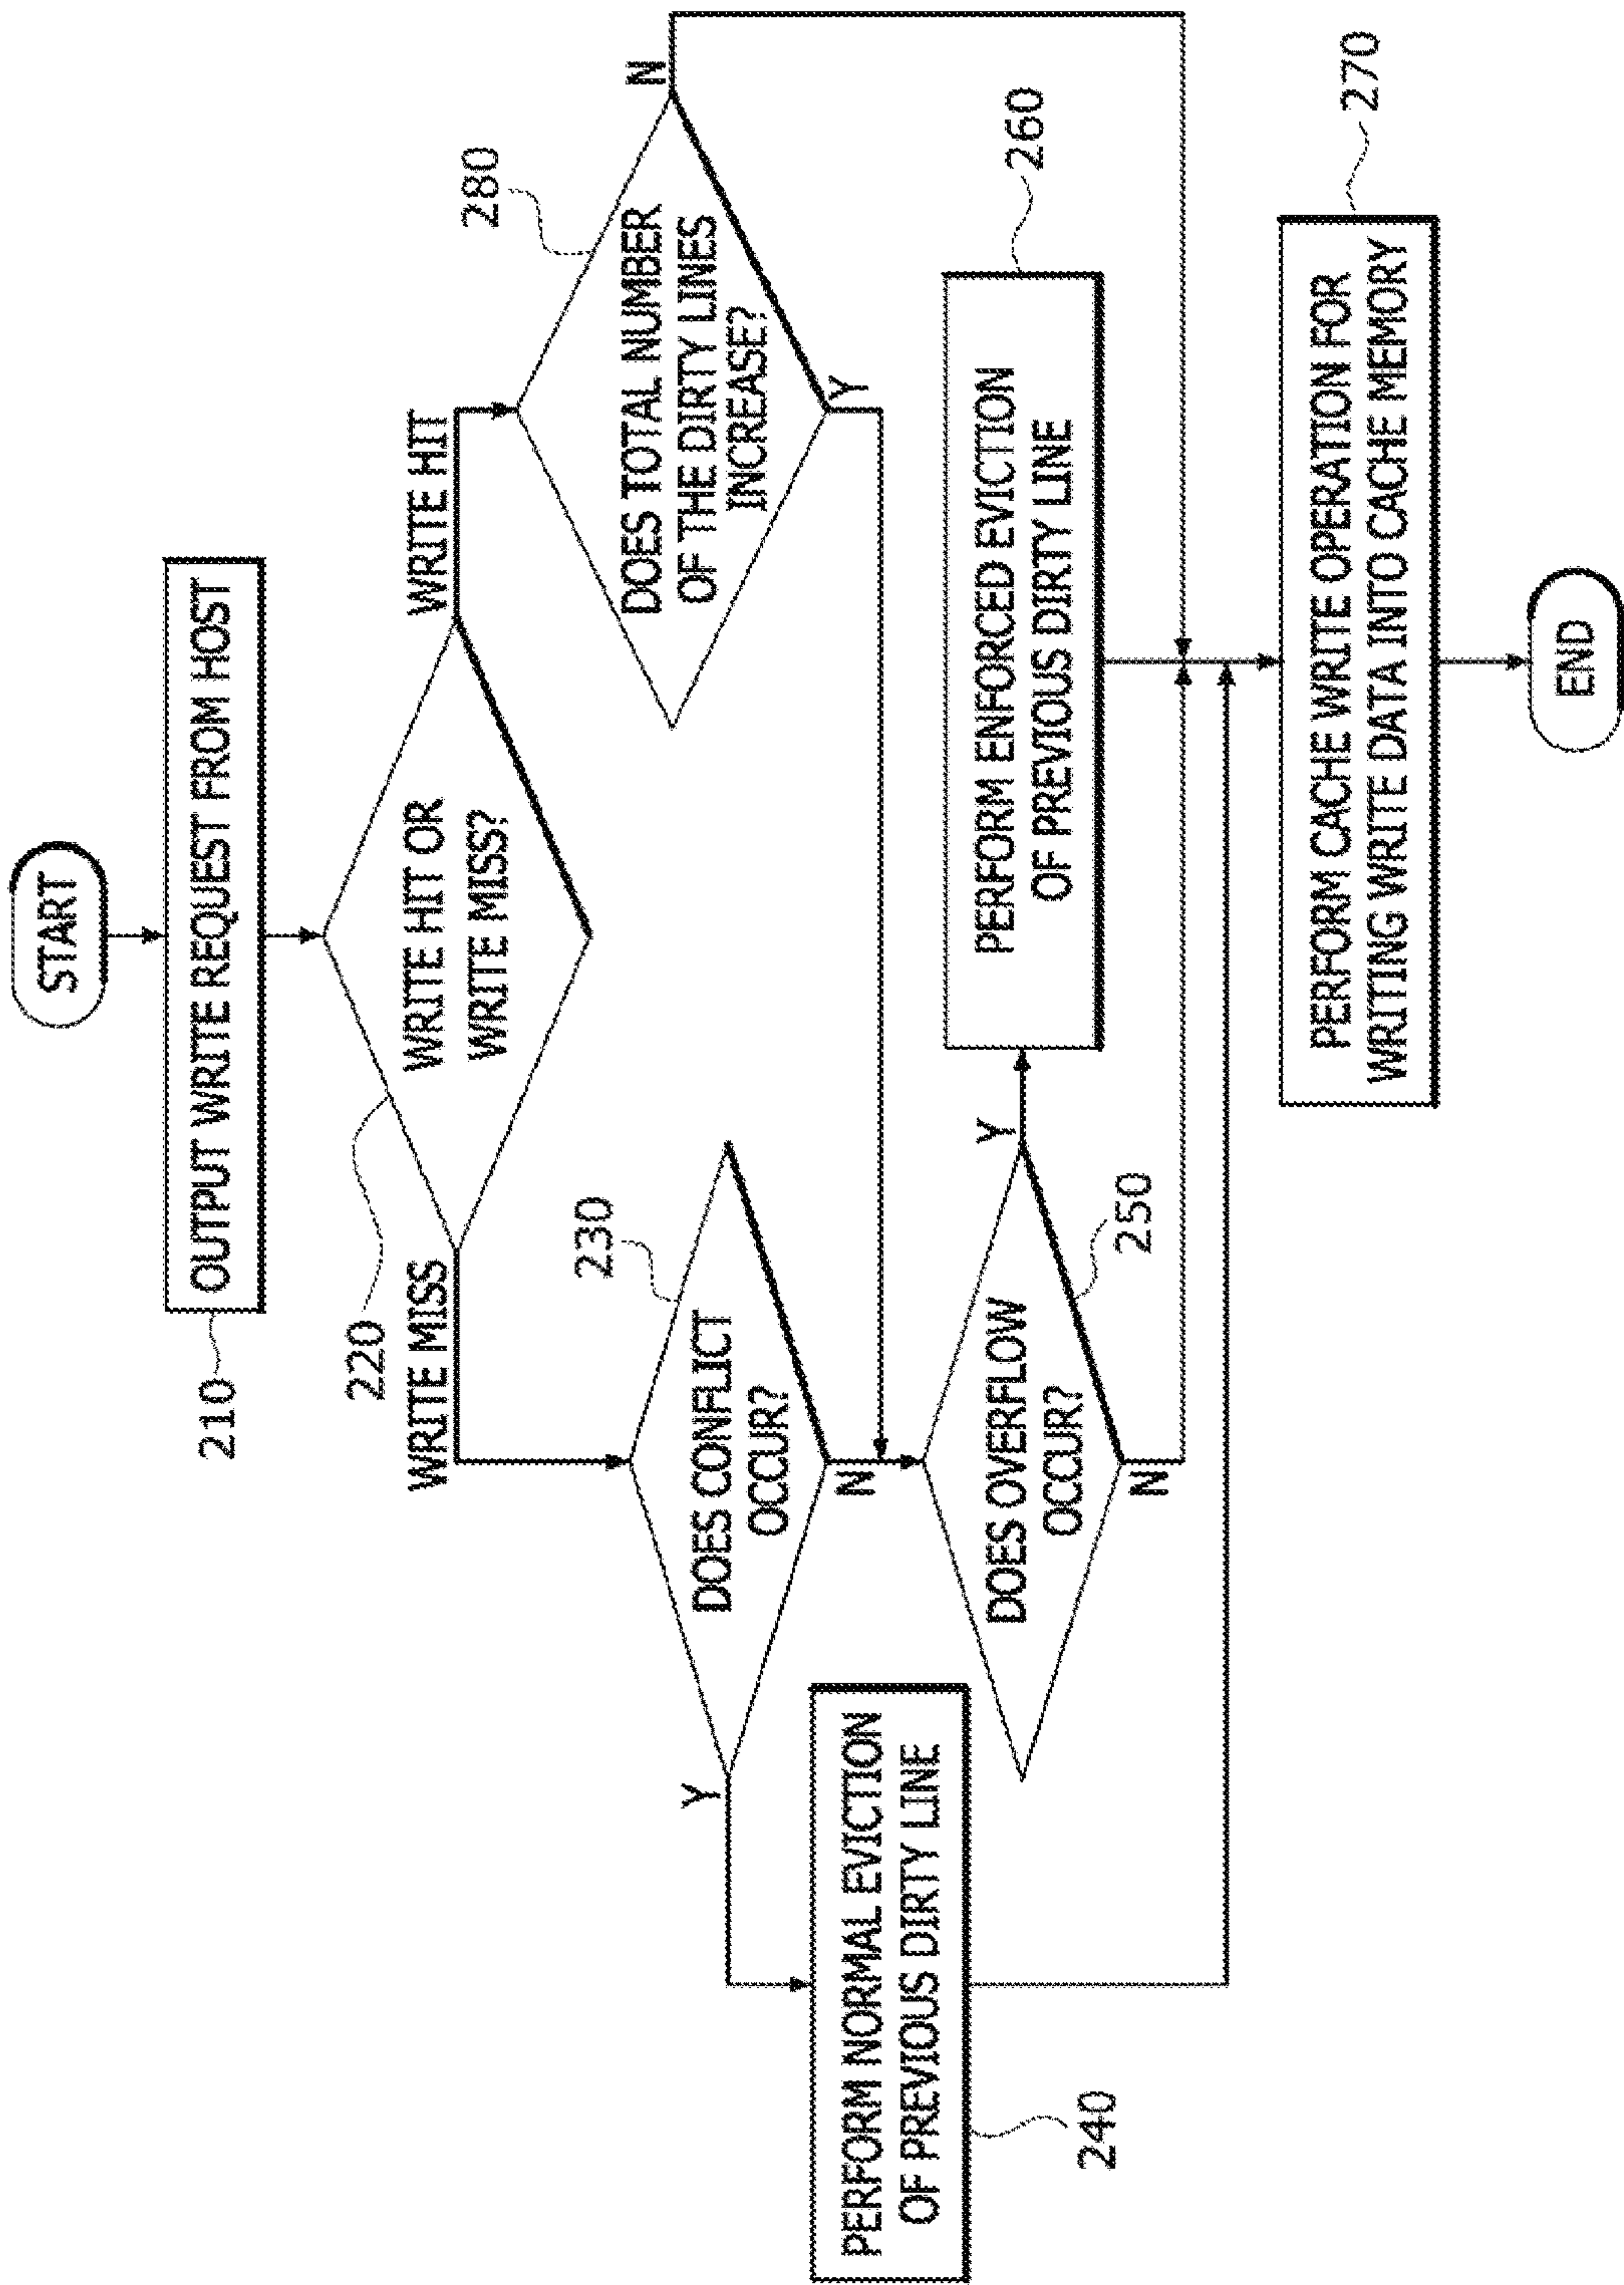 START
OUTPUT WRITE REQUEST FROM HOST
210
WRITE HIT OR
WRITE MISS?
220
WRITE MISS
WRITE HIT
DOES CONFLICT
OCCUR?
230
Y
N
DOES TOTAL NUMBER
OF THE DIRTY LINES
INCREASE?
280
N
Y
PERFORM NORMAL EVICTION
OF PREVIOUS DIRTY LINE
240
DOES OVERFLOW
OCCUR?
250
Y
N
PERFORM ENFORCED EVICTION
OF PREVIOUS DIRTY LINE
260
PERFORM CACHE WRITE OPERATION FOR
WRITING WRITE DATA INTO CACHE MEMORY
270
END